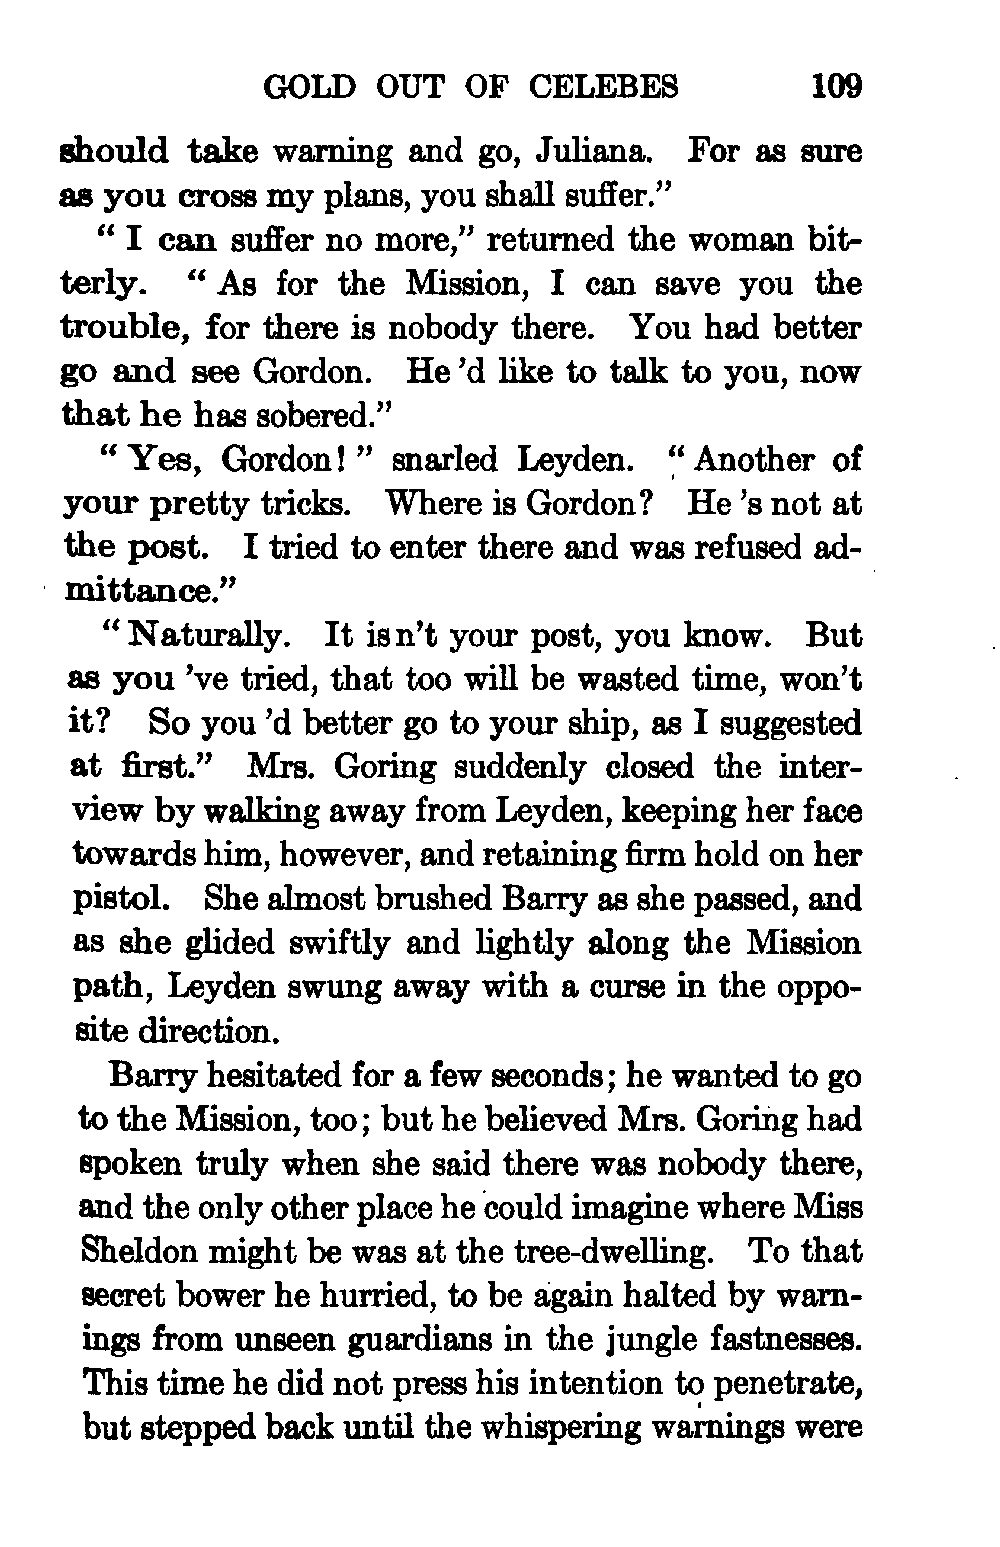 GOLD OUT OF CELEBES 109
should take warning and go, Juliana. For as sure
as you cross my plans, you shall suffer.”
“ I can suffer no more,” returned the woman bit-
terly. “ As for the Mission, I can save you the
trouble, for there is nobody there. You had better
go and see Gordon. He ’d like to talk to you, now
that he has sobered.”
“ Yes, Gordon! ” snarled Leyden. “ Another of
your pretty tricks. Where is Gordon? He ’s not at
the post. I tried to enter there and was refused ad-
mittance.”
“ Naturally. It isn’t your post, you know. But
as you ’ve tried, that too will be wasted time, won’t
it? So you ’d better go to your ship, as I suggested
at first.” Mrs. Goring suddenly closed the inter-
view by walking away from Leyden, keeping her face
towards him, however, and retaining firm hold on her
pistol. She almost brushed Barry as she passed, and
as she glided swiftly and lightly along the Mission
path, Leyden swung away with a curse in the oppo-
site direction.
Barry hesitated for a few seconds; he wanted to go
to the Mission, too; but he believed Mrs. Goring had
spoken truly when she said there was nobody there,
and the only other place he could imagine where Miss
Sheldon might be was at the tree-dwelling. To that
secret bower he hurried, to be again halted by warn-
ings from unseen guardians in the jungle fastnesses.
This time he did not press his intention to penetrate,
but stepped back until the whispering warnings were